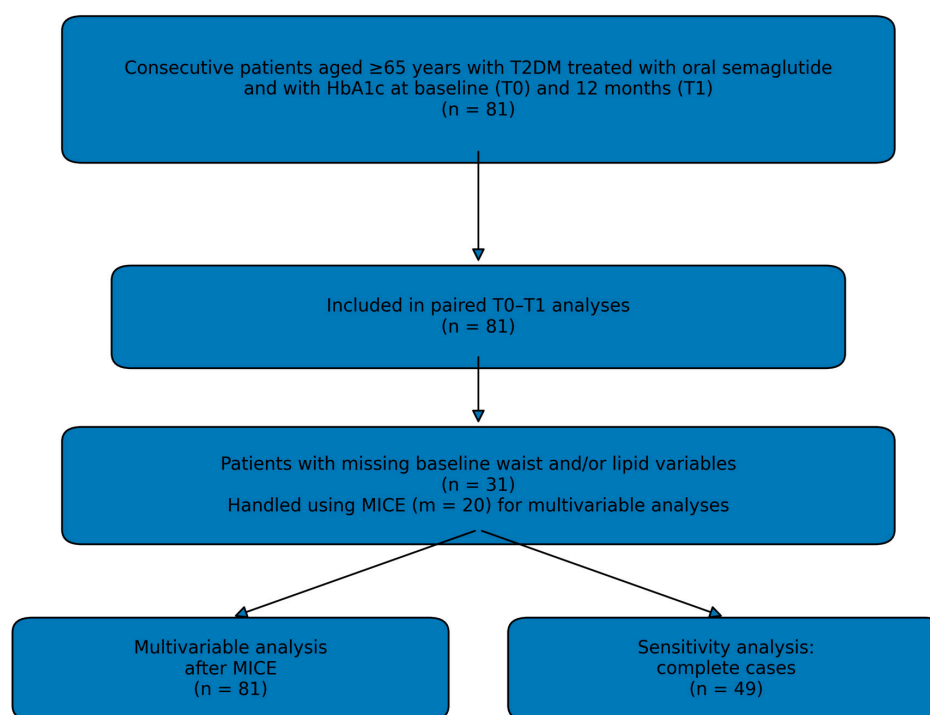 Consecutive patients aged ≥65 years with T2DM treated with oral semaglutide
and with HbA1c at baseline (T0) and 12 months (T1)
(n = 81)
Included in paired T0–T1 analyses
(n = 81)
Patients with missing baseline waist and/or lipid variables
(n = 31)
Handled using MICE (m = 20) for multivariable analyses
Multivariable analysis
after MICE
(n = 81)
Sensitivity analysis:
complete cases
(n = 49)